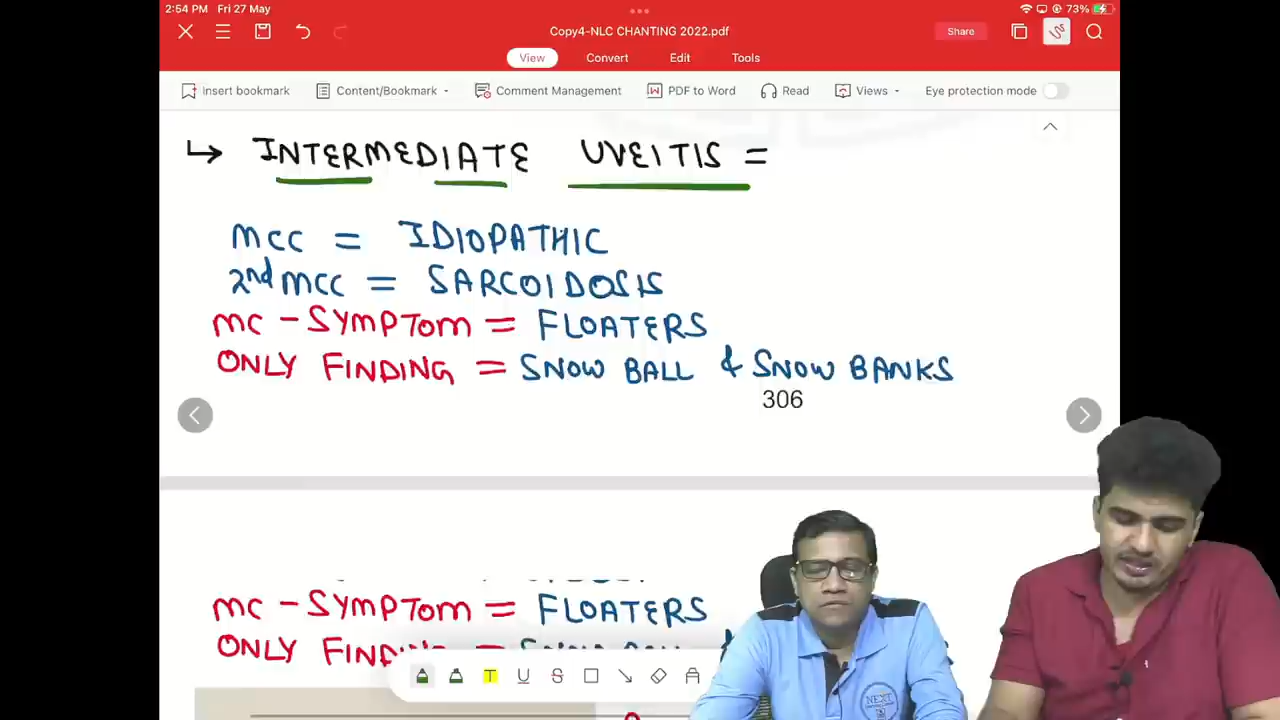 2:54 PM Fri 27 May
73%
Copy4-NLC CHANTING 2022.pdf
Share
View Convert Edit Tools
Insert bookmark Content/Bookmark Comment Management PDF to Word Read Views Eye protection mode
↳ INTERMEDIATE UVEITIS =
MCC = IDIOPATHIC
2nd MCC = SARCOIDOSIS
MC - SYMPTOM = FLOATERS
ONLY FINDING = SNOW BALL & SNOW BANKS
306
MC - SYMPTOM = FLOATERS
ONLY
T U S
NEXT